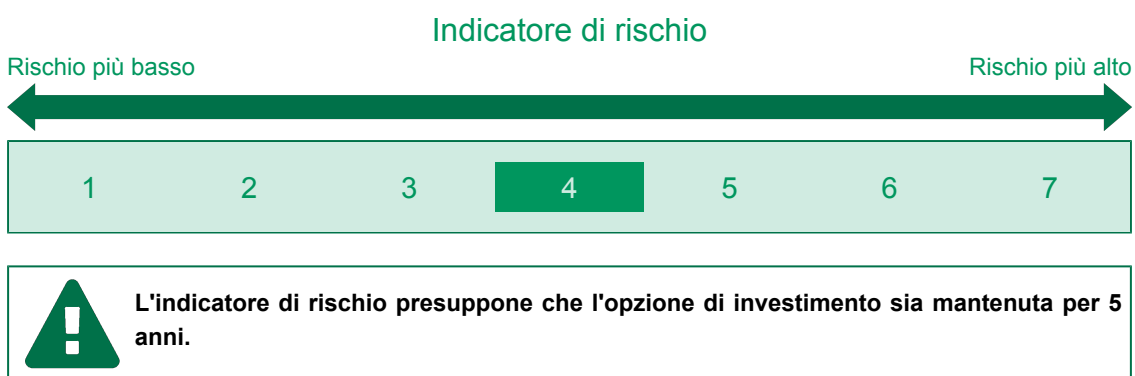 Indicatore di rischio
Rischio più basso Rischio più alto
1 2 3 4 5 6 7
L'indicatore di rischio presuppone che l'opzione di investimento sia mantenuta per 5
anni.